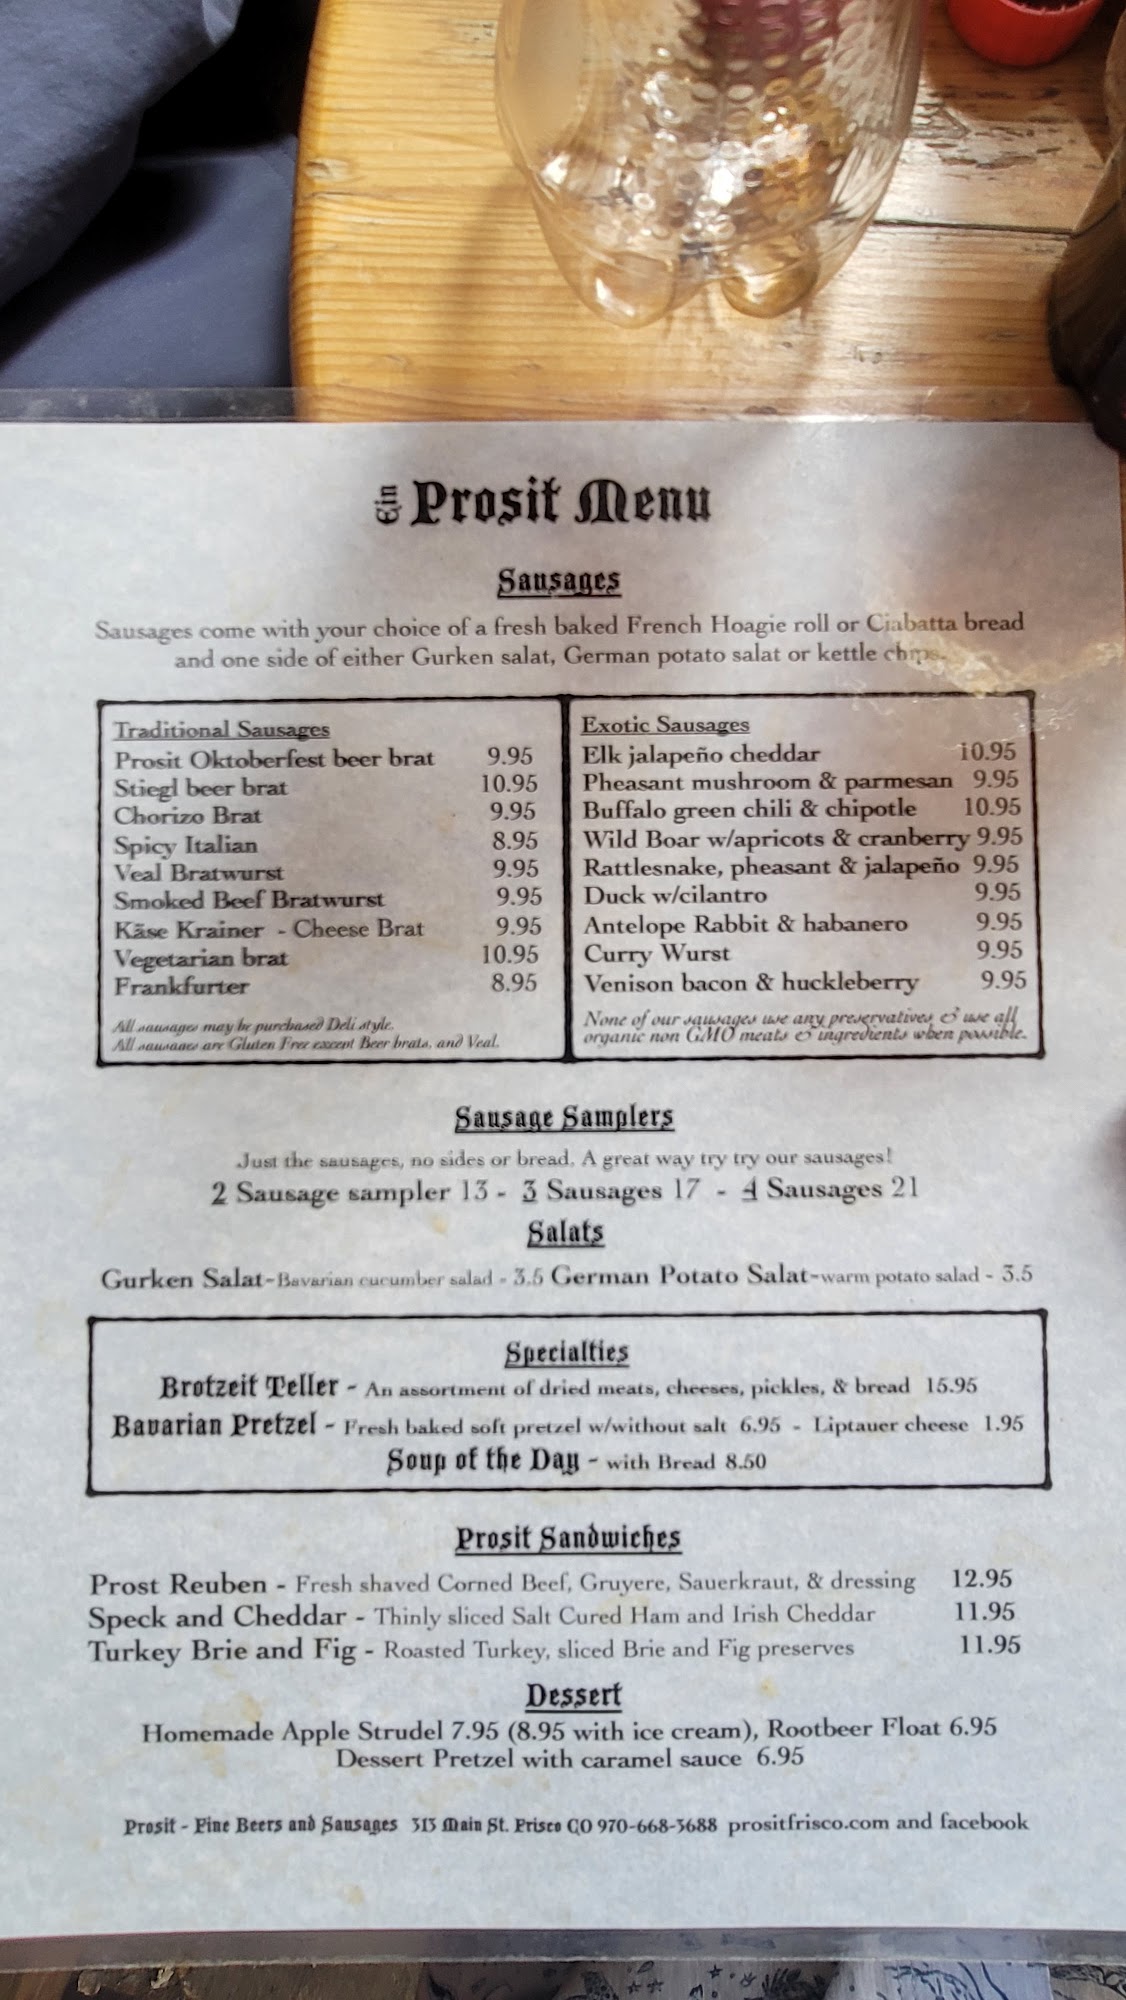 Ein Prosit Menu
Sausages
Sausages come with your choice of a fresh baked French Hoagie roll or Ciabatta bread
and one side of either Gurken salat, German potato salat or kettle chips.
Traditional Sausages
Prosit Oktoberfest beer brat 9.95
Stiegl beer brat 10.95
Chorizo Brat 9.95
Spicy Italian 8.95
Veal Bratwurst 9.95
Smoked Beef Bratwurst 9.95
Käse Krainer - Cheese Brat 9.95
Vegetarian brat 10.95
Frankfurter 8.95
All sausages may be purchased Deli style.
All sausages are Gluten Free except Beer brats, and Veal.
Exotic Sausages
Elk jalapeño cheddar 10.95
Pheasant mushroom & parmesan 9.95
Buffalo green chili & chipotle 10.95
Wild Boar w/apricots & cranberry 9.95
Rattlesnake, pheasant & jalapeño 9.95
Duck w/cilantro 9.95
Antelope Rabbit & habanero 9.95
Curry Wurst 9.95
Venison bacon & huckleberry 9.95
None of our sausages use any preservatives & use all
organic non GMO meats & ingredients when possible.
Sausage Samplers
Just the sausages, no sides or bread. A great way try try our sausages!
2 Sausage sampler 13 - 3 Sausages 17 - 4 Sausages 21
Salats
Gurken Salat-Bavarian cucumber salad - 3.5 German Potato Salat-warm potato salad - 3.5
Specialties
Brotzeit Teller - An assortment of dried meats, cheeses, pickles, & bread 15.95
Bavarian Pretzel - Fresh baked soft pretzel w/without salt 6.95 - Liptauer cheese 1.95
Soup of the Day - with Bread 8.50
Prosit Sandwiches
Prost Reuben - Fresh shaved Corned Beef, Gruyere, Sauerkraut, & dressing 12.95
Speck and Cheddar - Thinly sliced Salt Cured Ham and Irish Cheddar 11.95
Turkey Brie and Fig - Roasted Turkey, sliced Brie and Fig preserves 11.95
Dessert
Homemade Apple Strudel 7.95 (8.95 with ice cream), Rootbeer Float 6.95
Dessert Pretzel with caramel sauce 6.95
Prosit - Fine Beers and Sausages 313 Main St. Frisco CO 970-668-3688 prositfrisco.com and facebook